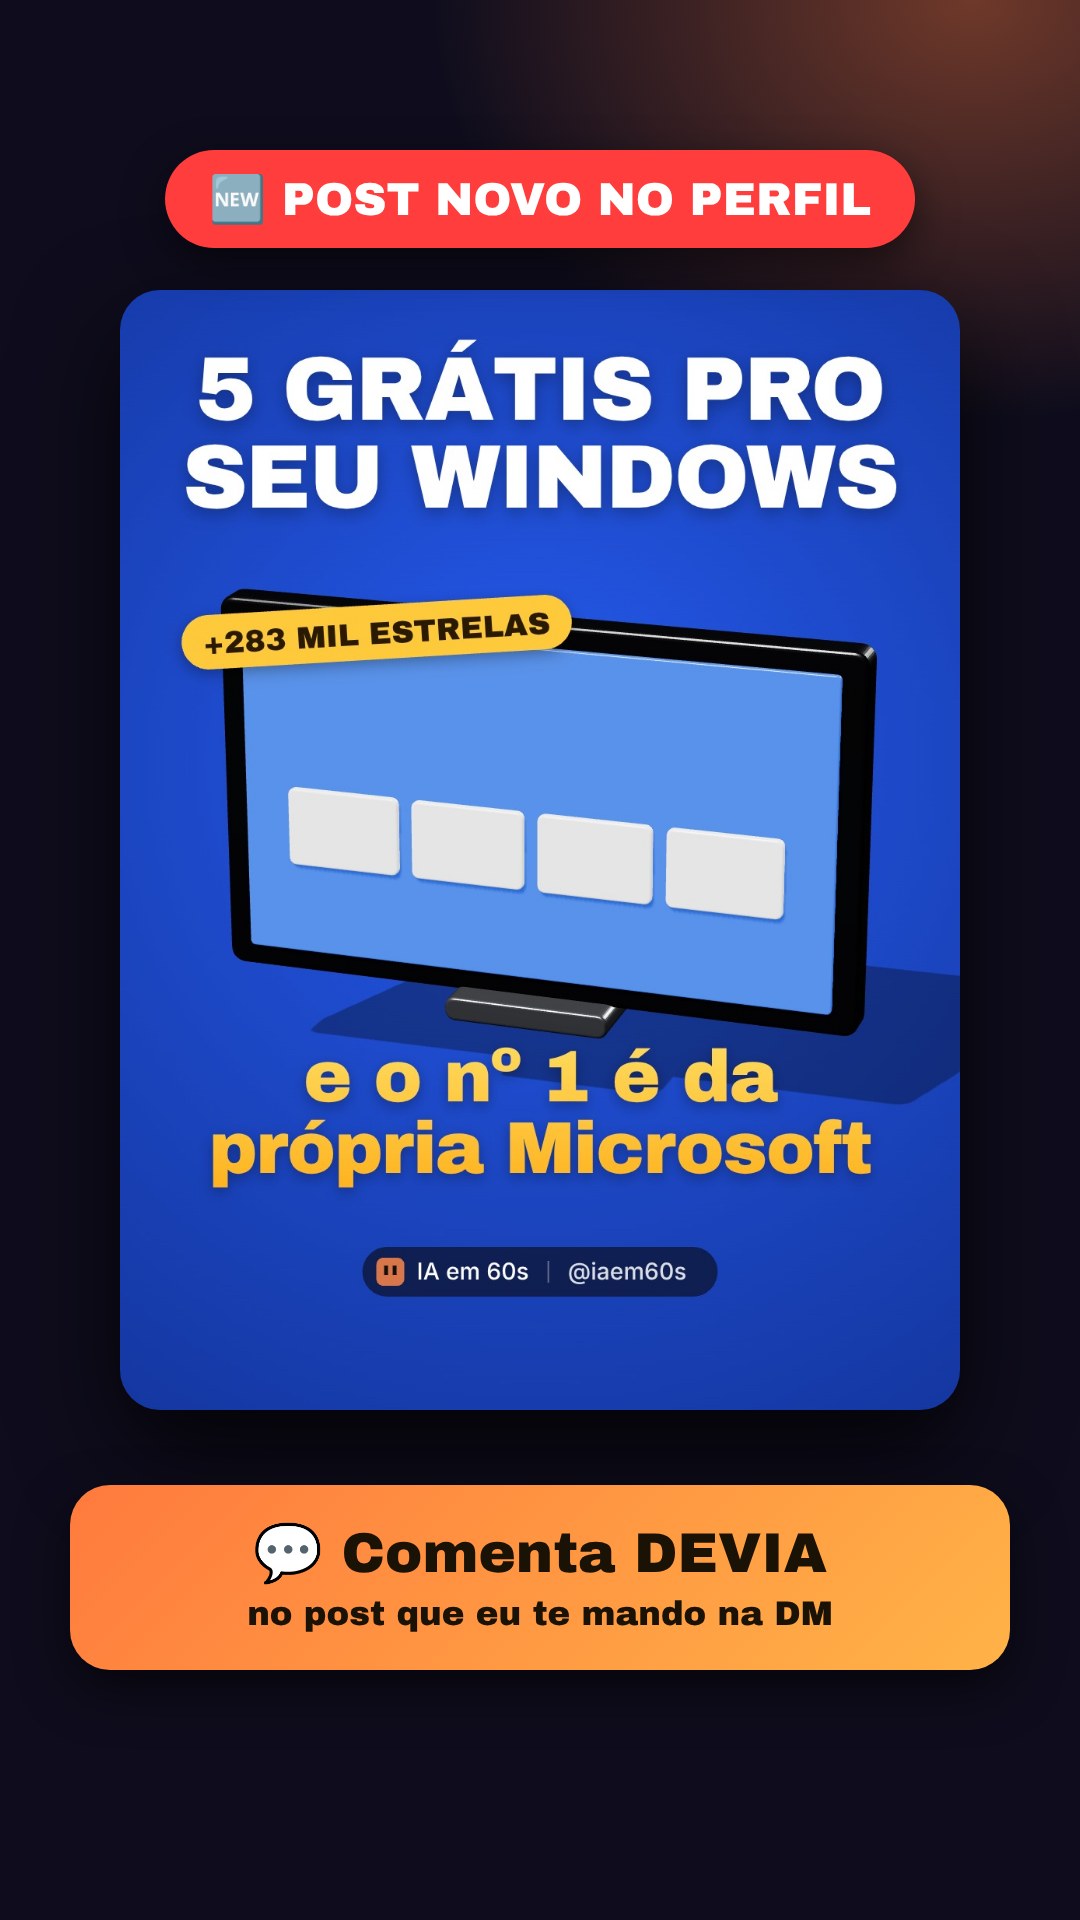 🆕 POST NOVO NO PERFIL
5 GRÁTIS PRO
SEU WINDOWS
+283 MIL ESTRELAS
e o nº 1 é da
própria Microsoft
IA em 60s | @iaem60s
💬 Comenta DEVIA
no post que eu te mando na DM